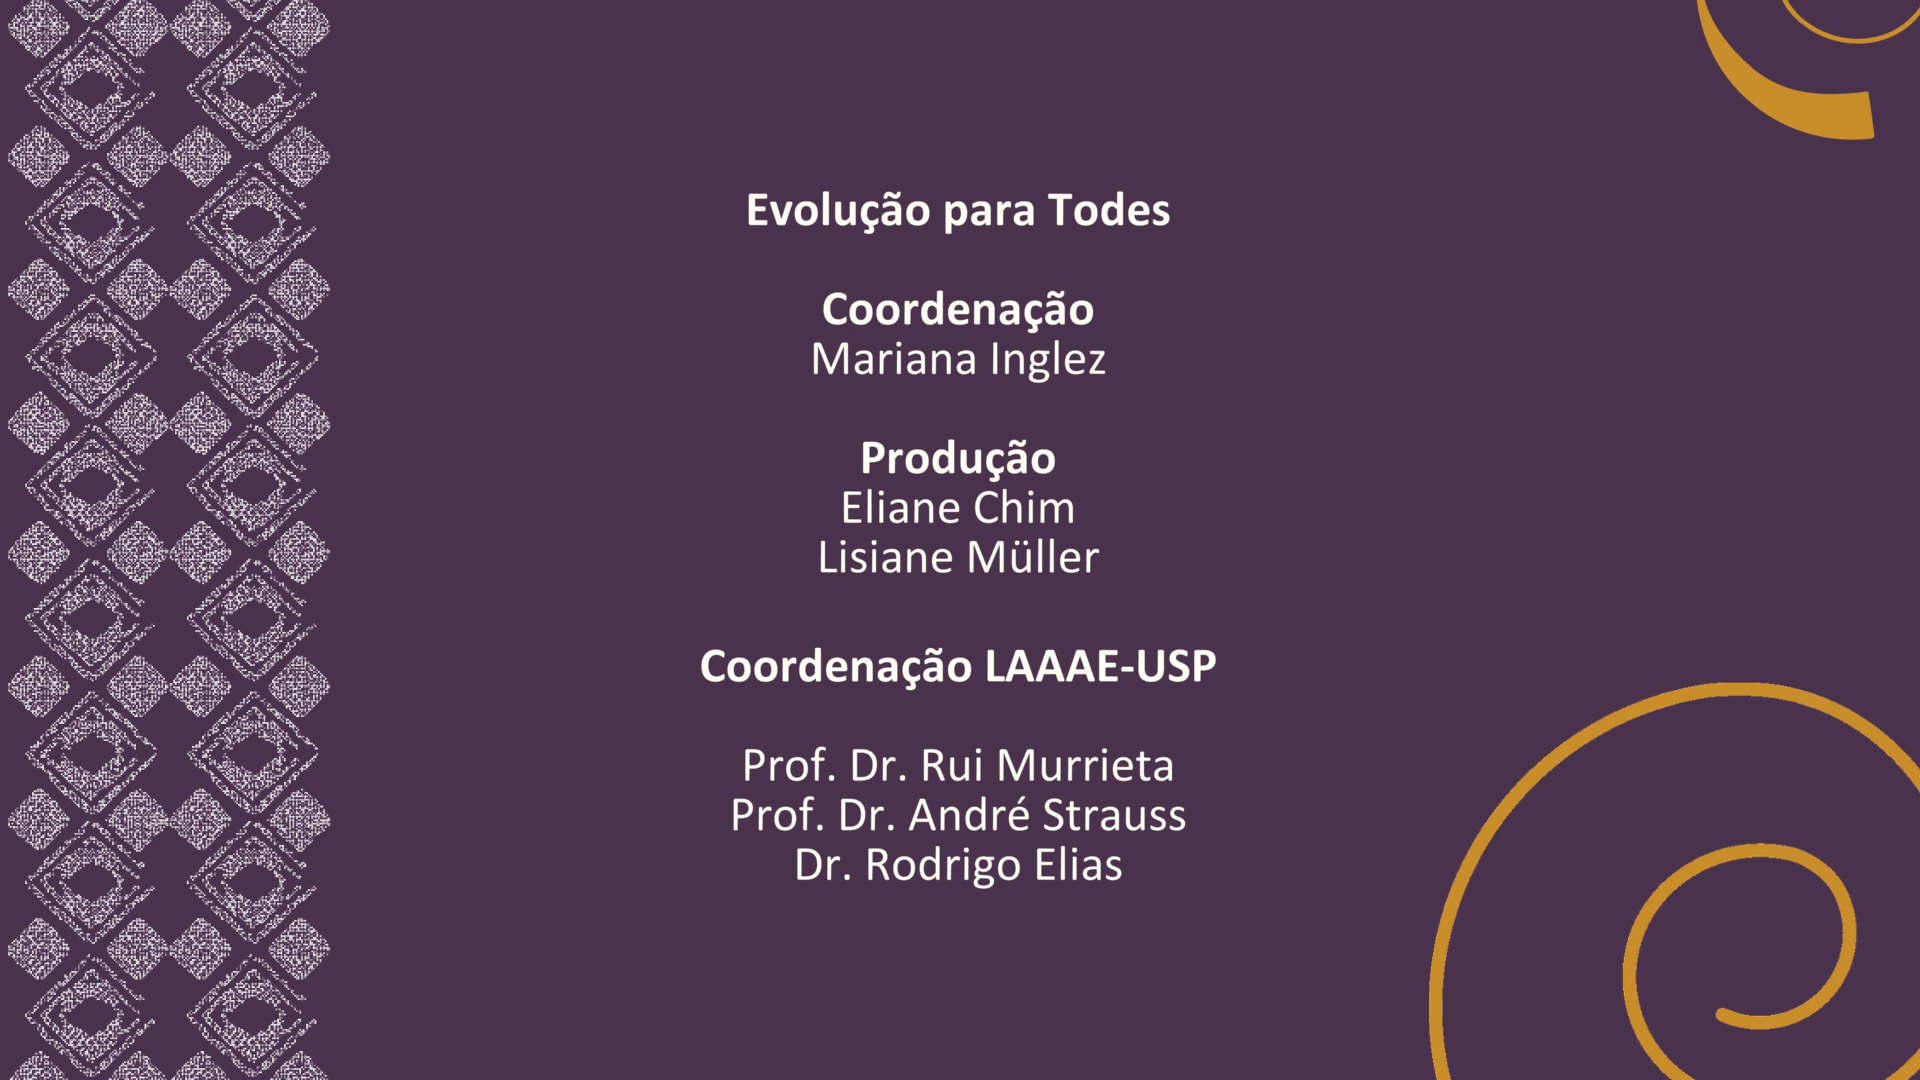 Evolução para Todes
Coordenação
Mariana Inglez
Produção
Eliane Chim
Lisiane Müller
Coordenação LAAAE-USP
Prof. Dr. Rui Murrieta
Prof. Dr. André Strauss
Dr. Rodrigo Elias